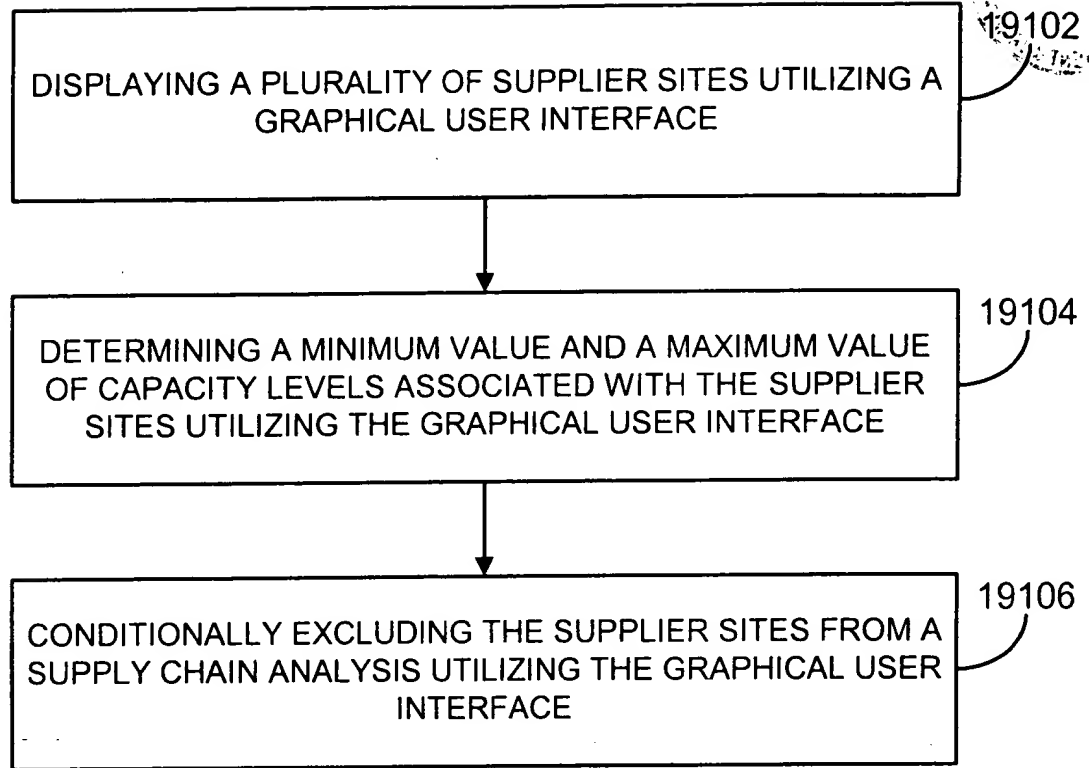 19102
DISPLAYING A PLURALITY OF SUPPLIER SITES UTILIZING A
GRAPHICAL USER INTERFACE
19104
DETERMINING A MINIMUM VALUE AND A MAXIMUM VALUE
OF CAPACITY LEVELS ASSOCIATED WITH THE SUPPLIER
SITES UTILIZING THE GRAPHICAL USER INTERFACE
19106
CONDITIONALLY EXCLUDING THE SUPPLIER SITES FROM A
SUPPLY CHAIN ANALYSIS UTILIZING THE GRAPHICAL USER
INTERFACE